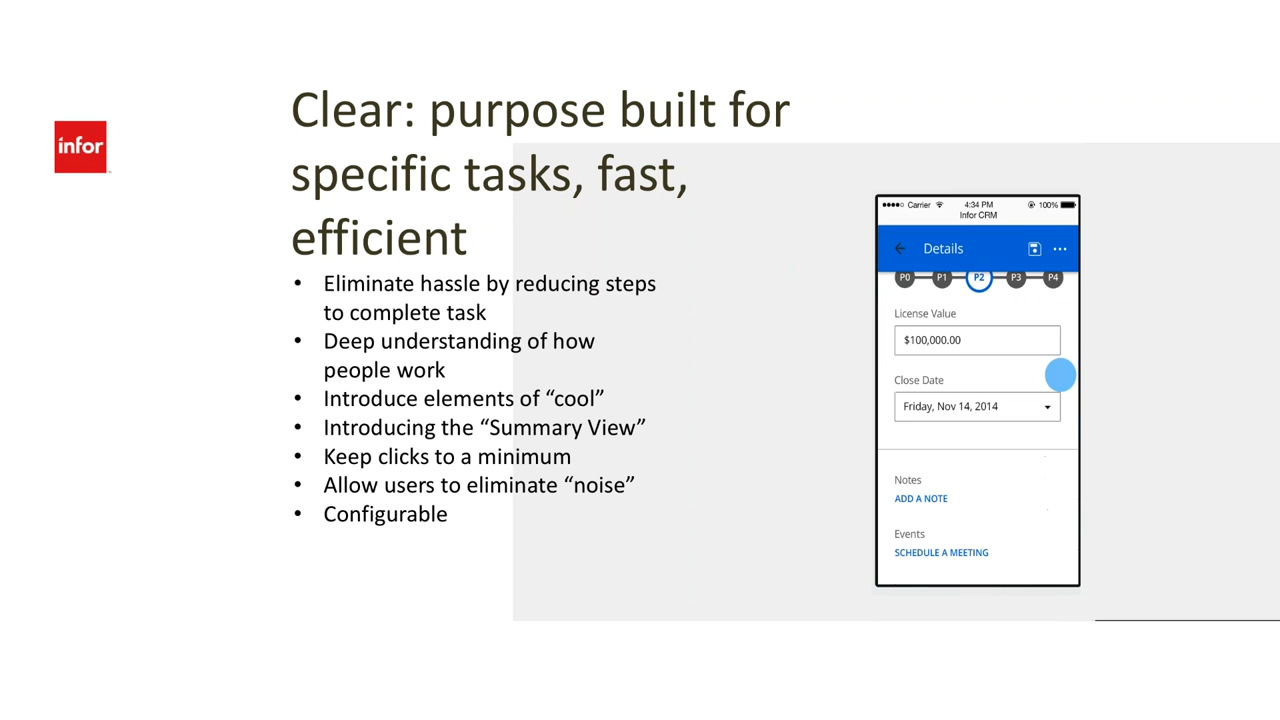 infor
Clear: purpose built for
specific tasks, fast,
efficient
• Eliminate hassle by reducing steps
to complete task
• Deep understanding of how
people work
• Introduce elements of “cool”
• Introducing the “Summary View”
• Keep clicks to a minimum
• Allow users to eliminate “noise”
• Configurable
Carrier 4:34 PM 100%
Infor CRM
Details
P0 P1 P2 P3 P4
License Value
$100,000.00
Close Date
Friday, Nov 14, 2014
Notes
ADD A NOTE
Events
SCHEDULE A MEETING